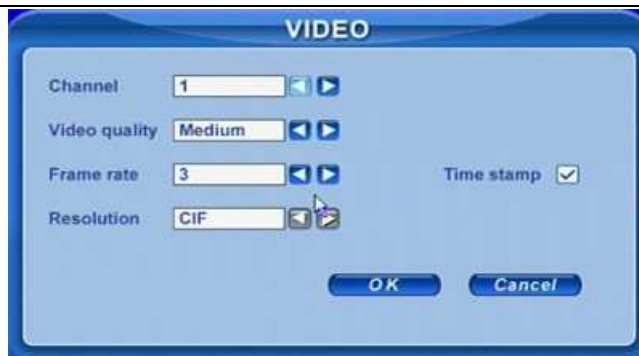 VIDEO
Channel 1
Video quality Medium
Frame rate 3 Time stamp
Resolution CIF
OK Cancel